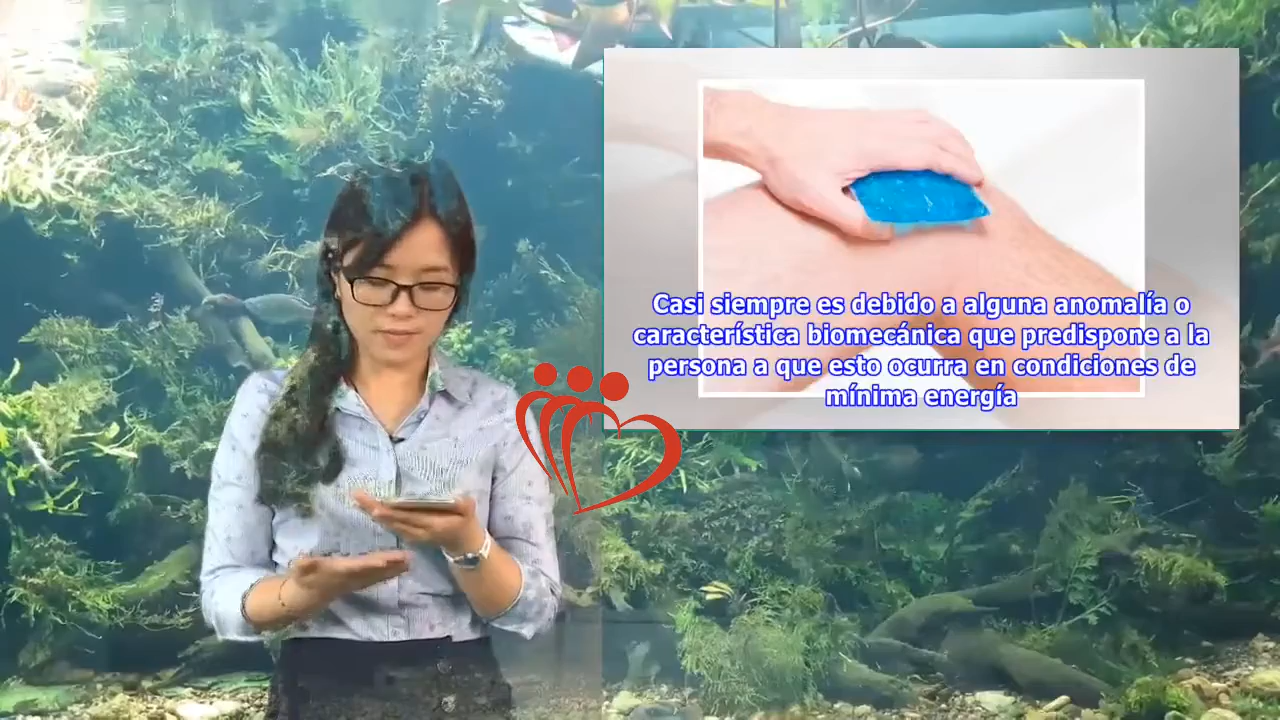 Casi siempre es debido a alguna anomalía o
característica biomecánica que predispone a la
persona a que esto ocurra en condiciones de
mínima energía